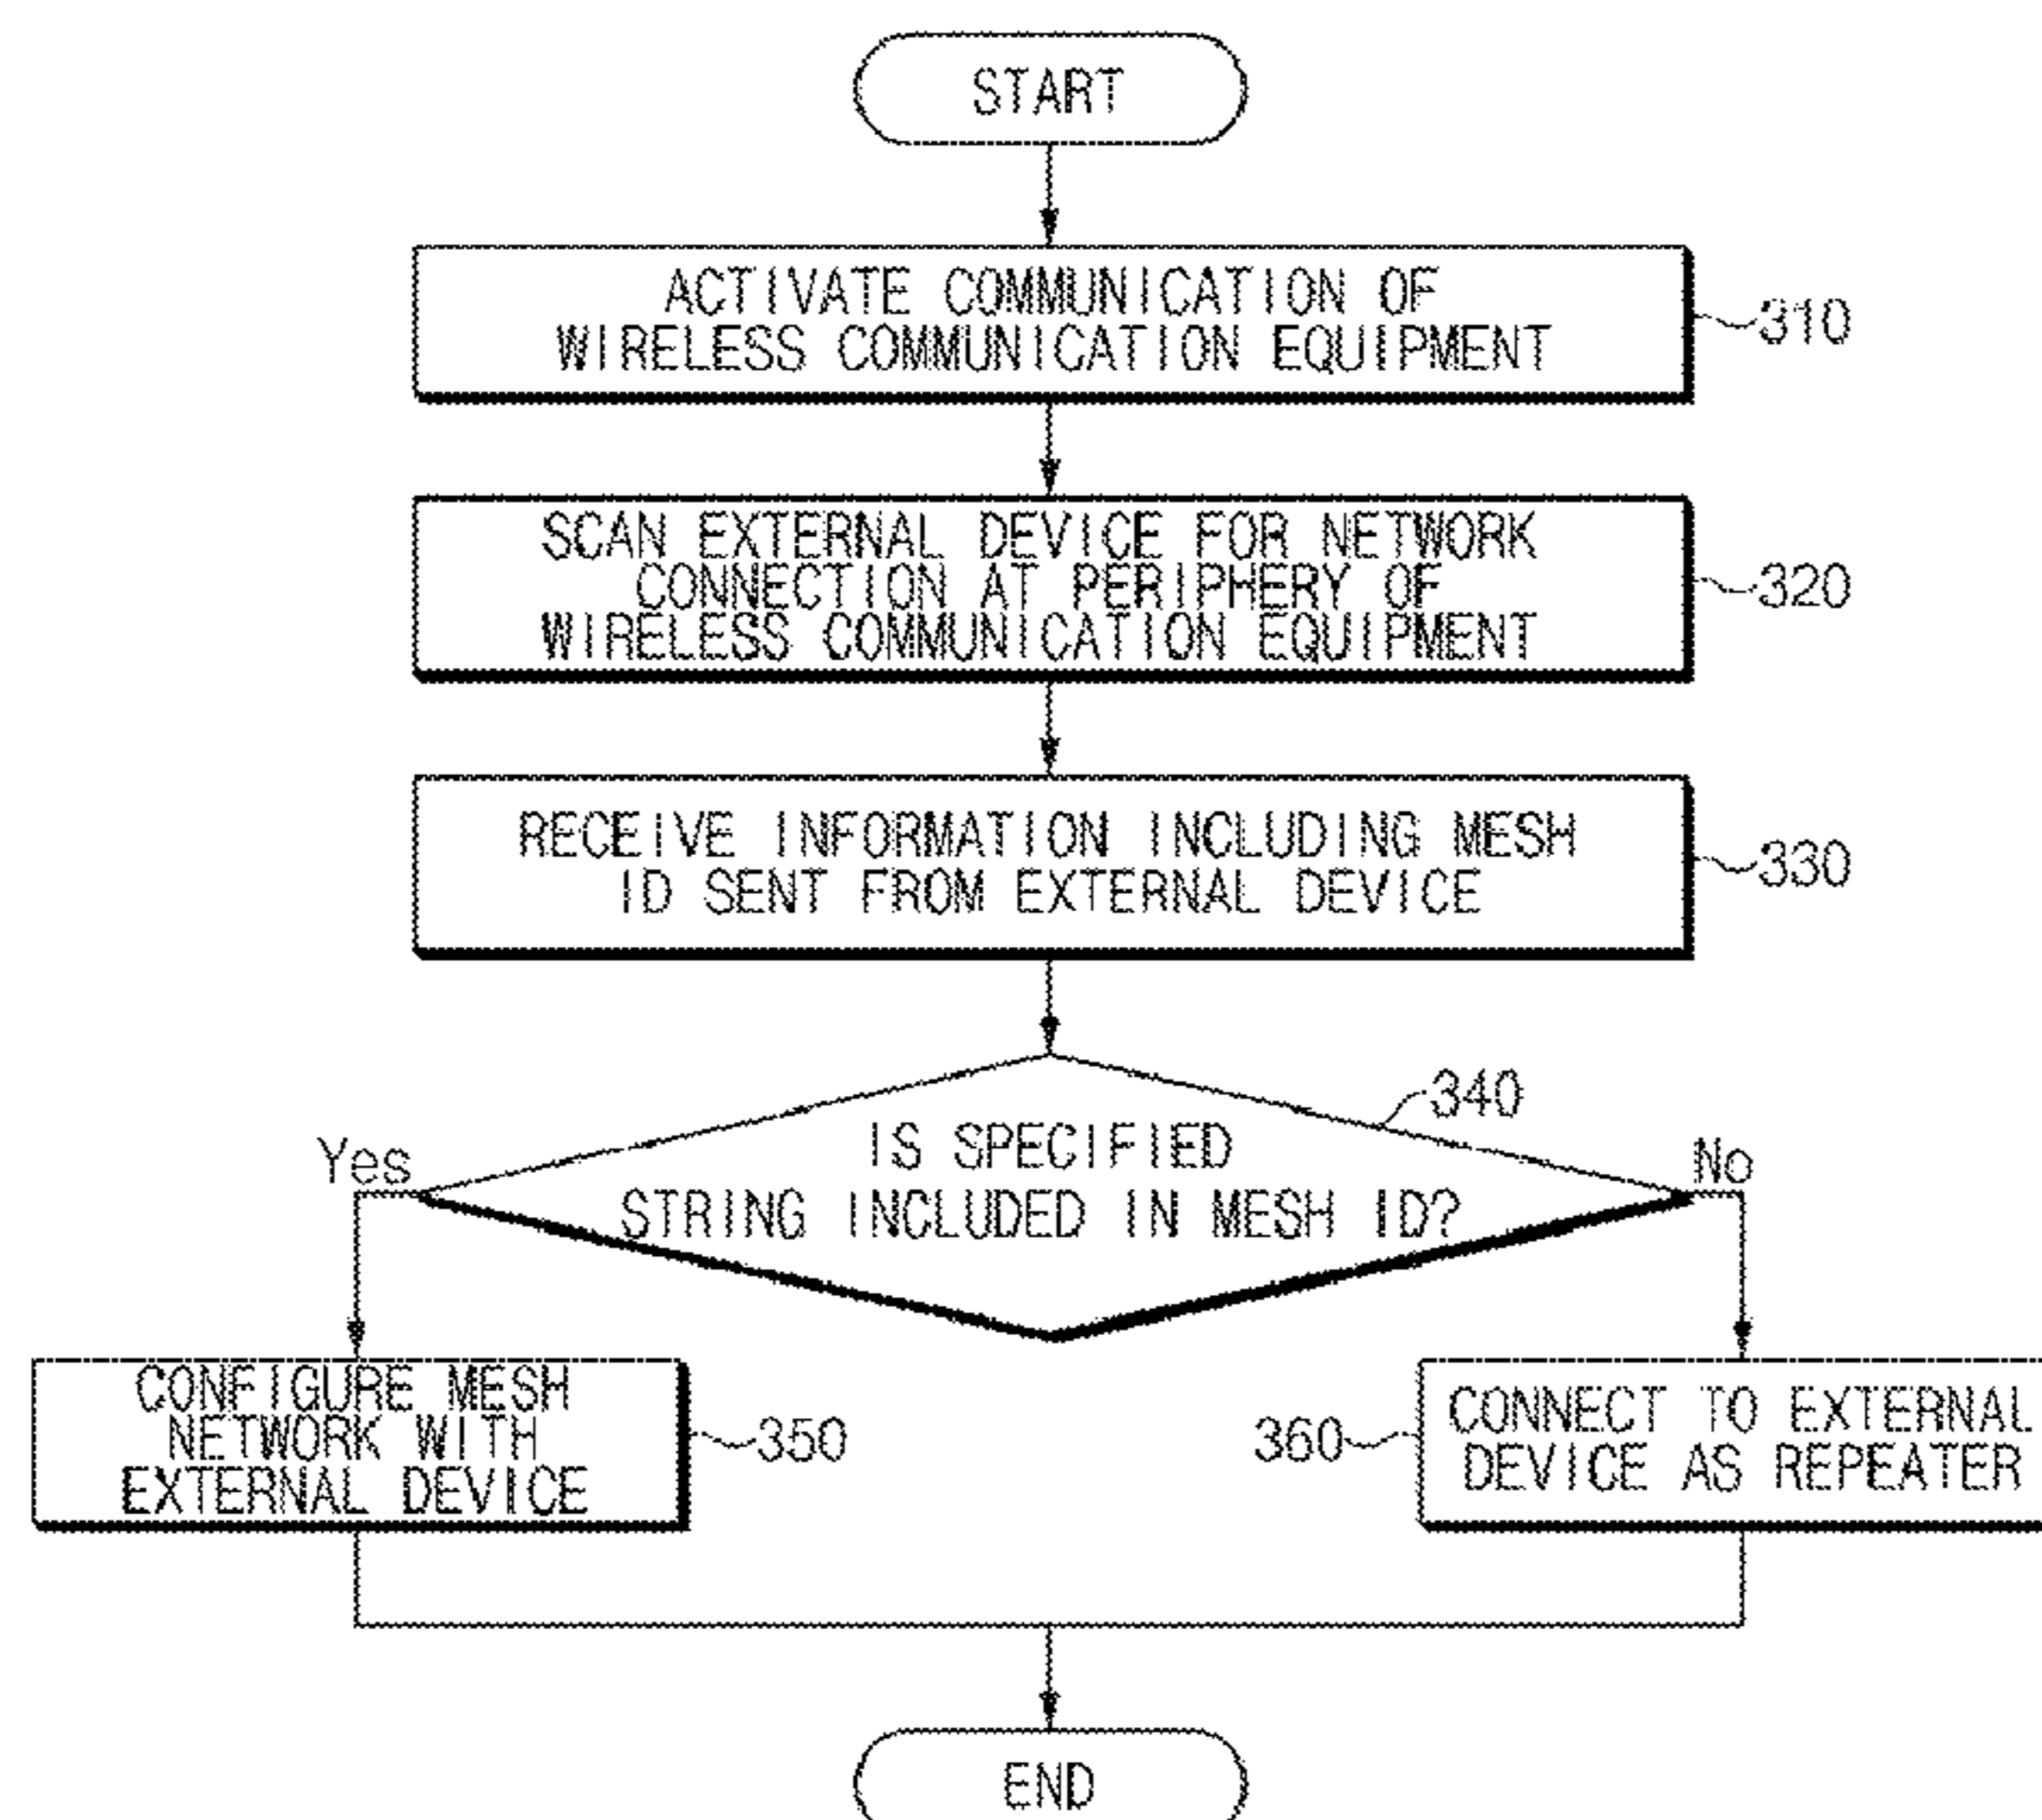 START
ACTIVATE COMMUNICATION OF
WIRELESS COMMUNICATION EQUIPMENT
310
SCAN EXTERNAL DEVICE FOR NETWORK
CONNECTION AT PERIPHERY OF
WIRELESS COMMUNICATION EQUIPMENT
320
RECEIVE INFORMATION INCLUDING MESH
ID SENT FROM EXTERNAL DEVICE
330
340
IS SPECIFIED
STRING INCLUDED IN MESH ID?
Yes
No
CONFIGURE MESH
NETWORK WITH
EXTERNAL DEVICE
350
360
CONNECT TO EXTERNAL
DEVICE AS REPEATER
END